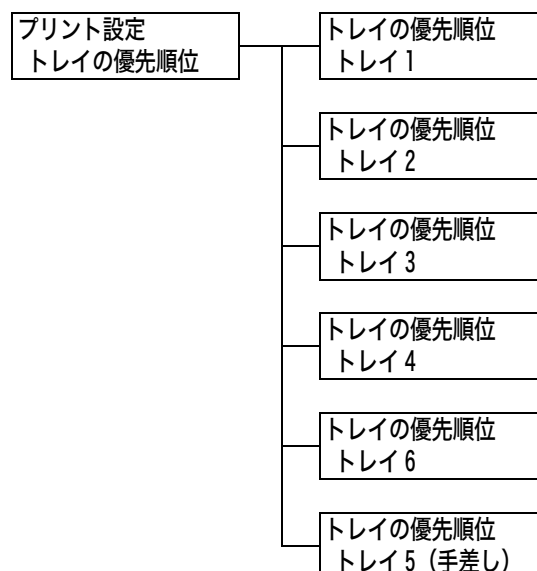 プリント設定
トレイの優先順位
トレイの優先順位
トレイ1
トレイの優先順位
トレイ2
トレイの優先順位
トレイ3
トレイの優先順位
トレイ4
トレイの優先順位
トレイ6
トレイの優先順位
トレイ5（手差し）